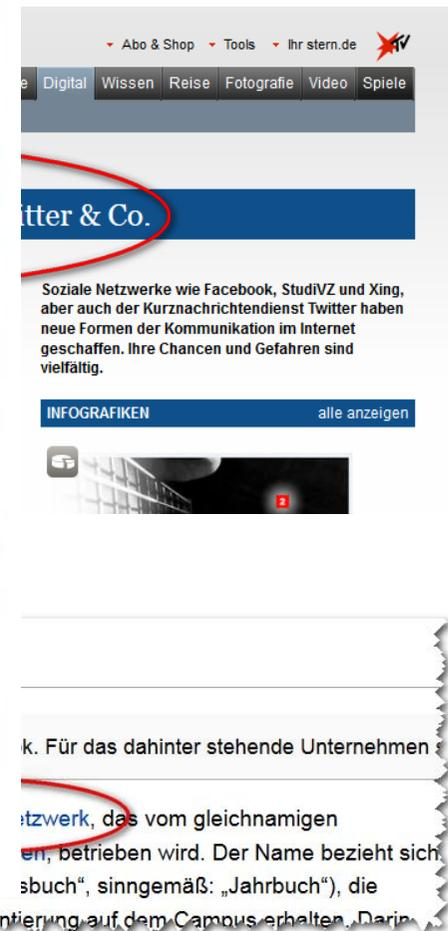 Abo & Shop Tools Ihr stern.de TV
Digital Wissen Reise Fotografie Video Spiele
itter & Co.
Soziale Netzwerke wie Facebook, StudiVZ und Xing,
aber auch der Kurznachrichtendienst Twitter haben
neue Formen der Kommunikation im Internet
geschaffen. Ihre Chancen und Gefahren sind
vielfältig.
INFOGRAFIKEN alle anzeigen
2
k. Für das dahinter stehende Unternehmen
etzwerk, das vom gleichnamigen
en, betrieben wird. Der Name bezieht sich
sbuch“, sinngemäß: „Jahrbuch“), die
ntierung auf dem Campus erhalten. Darin